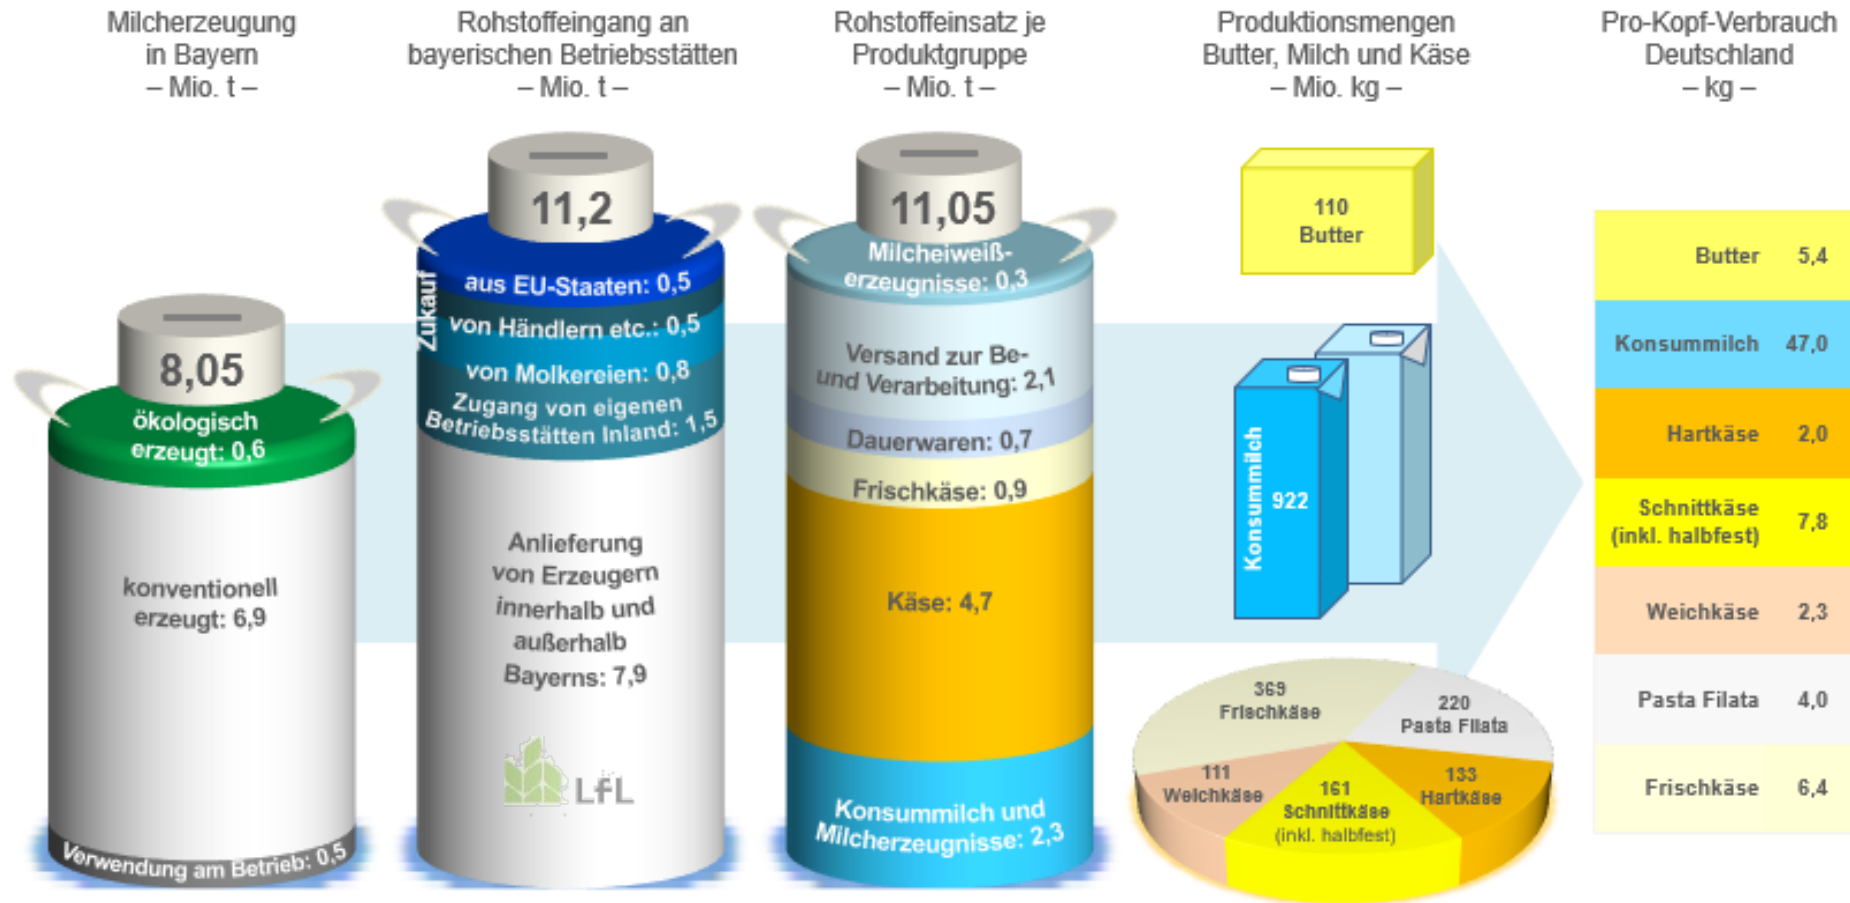 Milcherzeugung
in Bayern
– Mio. t –
Rohstoffeingang an
bayerischen Betriebsstätten
– Mio. t –
Rohstoffeinsatz je
Produktgruppe
– Mio. t –
Produktionsmengen
Butter, Milch und Käse
– Mio. kg –
Pro-Kopf-Verbrauch
Deutschland
– kg –
8,05
ökologisch
erzeugt: 0,6
konventionell
erzeugt: 6,9
Verwendung am Betrieb: 0,5
11,2
Zukauf
aus EU-Staaten: 0,5
von Händlern etc.: 0,5
von Molkereien: 0,8
Zugang von eigenen
Betriebsstätten Inland: 1,5
Anlieferung
von Erzeugern
innerhalb und
außerhalb
Bayerns: 7,9
LfL
11,05
Milcheiweiß-
erzeugnisse: 0,3
Versand zur Be-
und Verarbeitung: 2,1
Dauerwaren: 0,7
Frischkäse: 0,9
Käse: 4,7
Konsummilch und
Milcherzeugnisse: 2,3
110
Butter
Konsummilch
922
369
Frischkäse
220
Pasta Filata
111
Weichkäse
161
Schnittkäse
(inkl. halbfest)
133
Hartkäse
Butter 5,4
Konsummilch 47,0
Hartkäse 2,0
Schnittkäse
(inkl. halbfest) 7,8
Weichkäse 2,3
Pasta Filata 4,0
Frischkäse 6,4